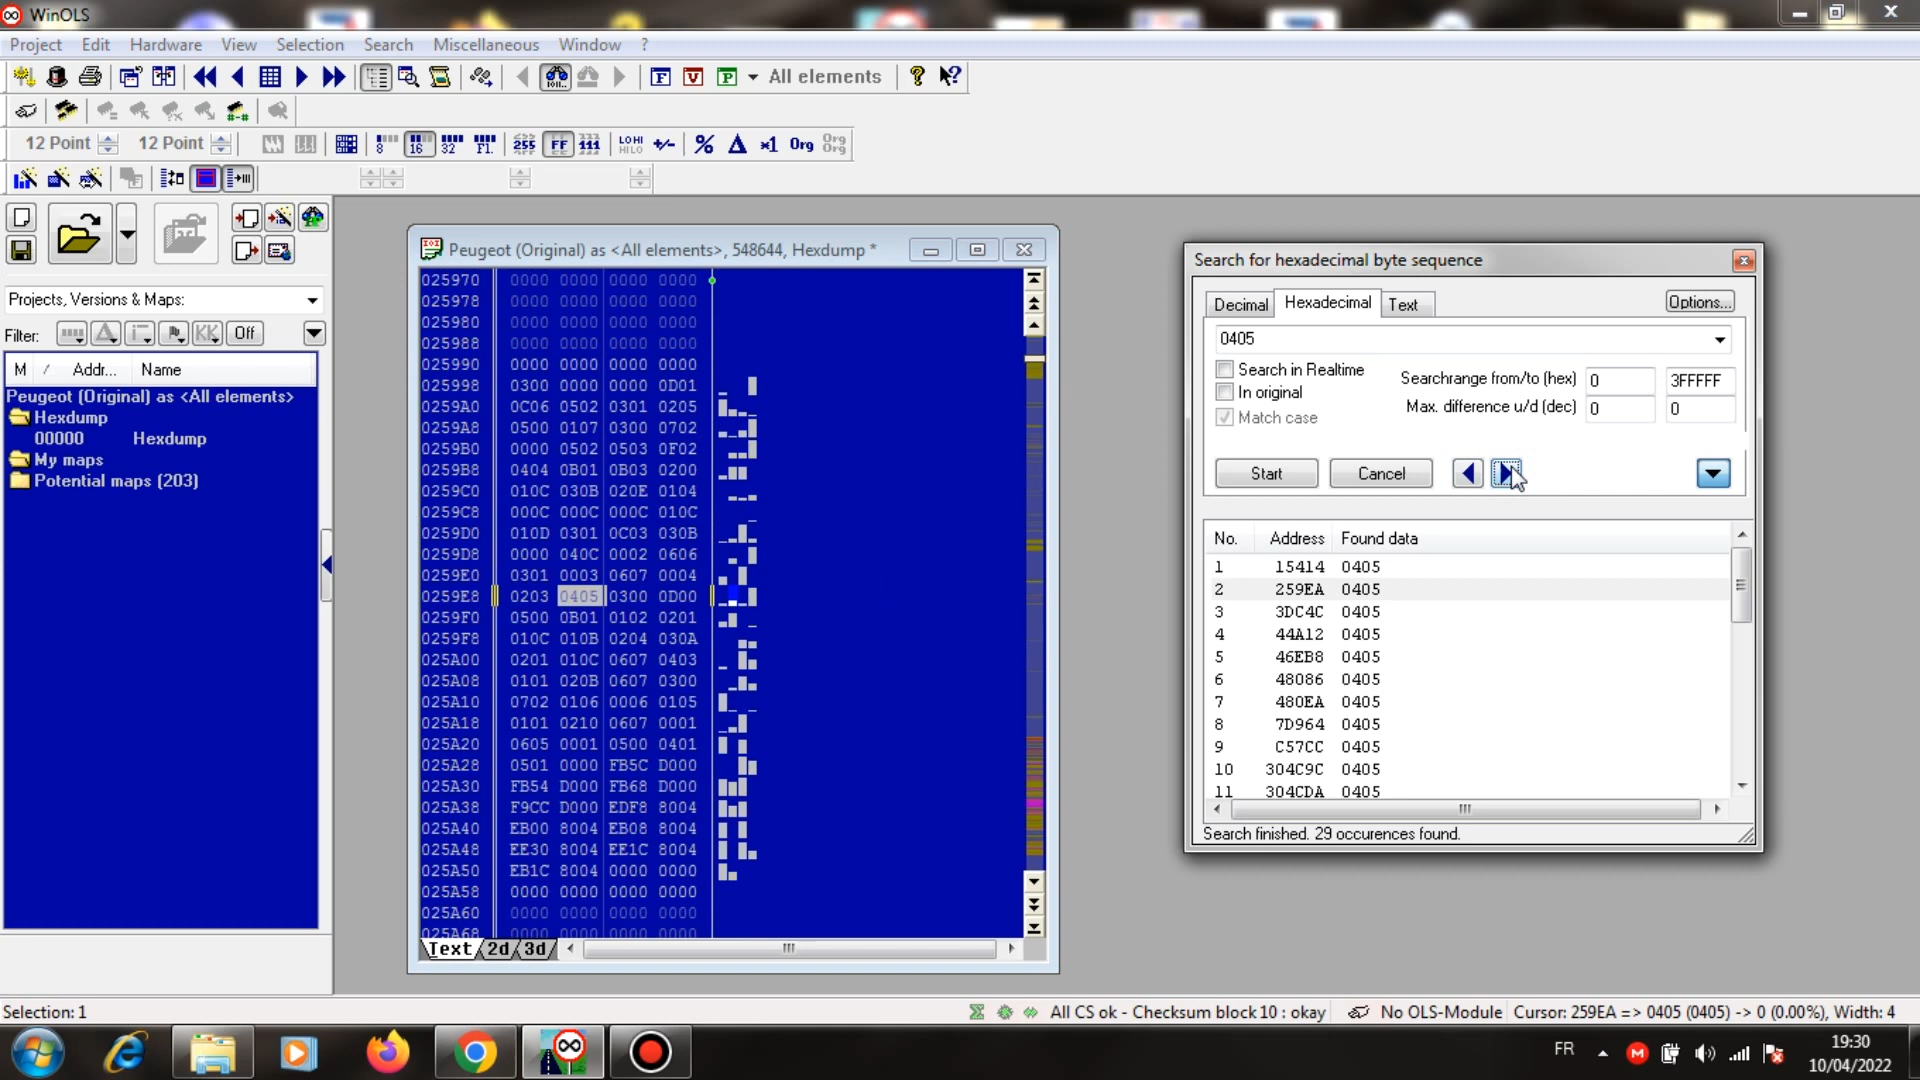 WinOLS
Project Edit Hardware View Selection Search Miscellaneous Window ?
F V P All elements ? ?
12 Point 12 Point 8 16 32 F1. 255 FF 111 LOHI HILO +/- % Δ ×1 Org Org Org
Projects, Versions & Maps:
Filter: KK Off
M / Addr... Name
Peugeot (Original) as <All elements>
Hexdump
00000 Hexdump
My maps
Potential maps (203)
Peugeot (Original) as <All elements>, 548644, Hexdump *
025970 0000 0000 0000 0000
025978 0000 0000 0000 0000
025980 0000 0000 0000 0000
025988 0000 0000 0000 0000
025990 0000 0000 0000 0000
025998 0300 0000 0000 0D01
0259A0 0C06 0502 0301 0205
0259A8 0500 0107 0300 0702
0259B0 0000 0502 0503 0F02
0259B8 0404 0B01 0B03 0200
0259C0 010C 030B 020E 0104
0259C8 000C 000C 000C 010C
0259D0 010D 0301 0C03 030B
0259D8 0000 040C 0002 0606
0259E0 0301 0003 0607 0004
0259E8 0203 0405 0300 0D00
0259F0 0500 0B01 0102 0201
0259F8 010C 010B 0204 030A
025A00 0201 010C 0607 0403
025A08 0101 020B 0607 0300
025A10 0702 0106 0006 0105
025A18 0101 0210 0607 0001
025A20 0605 0001 0500 0401
025A28 0501 0000 FB5C D000
025A30 FB54 D000 FB68 D000
025A38 F9CC D000 EDF8 8004
025A40 EB00 8004 EB08 8004
025A48 EE30 8004 EE1C 8004
025A50 EB1C 8004 0000 0000
025A58 0000 0000 0000 0000
025A60 0000 0000 0000 0000
025A68
Text 2d 3d
Search for hexadecimal byte sequence
Decimal Hexadecimal Text Options...
0405
Search in Realtime
In original
Match case
Searchrange from/to (hex) 0 3FFFFF
Max. difference u/d (dec) 0 0
Start Cancel
No. Address Found data
1 15414 0405
2 259EA 0405
3 3DC4C 0405
4 44A12 0405
5 46EB8 0405
6 48086 0405
7 480EA 0405
8 7D964 0405
9 C57CC 0405
10 304C9C 0405
11 304CDA 0405
Search finished. 29 occurences found.
Selection: 1 All CS ok - Checksum block 10 : okay No OLS-Module Cursor: 259EA => 0405 (0405) -> 0 (0.00%), Width: 4
FR 19:30
10/04/2022